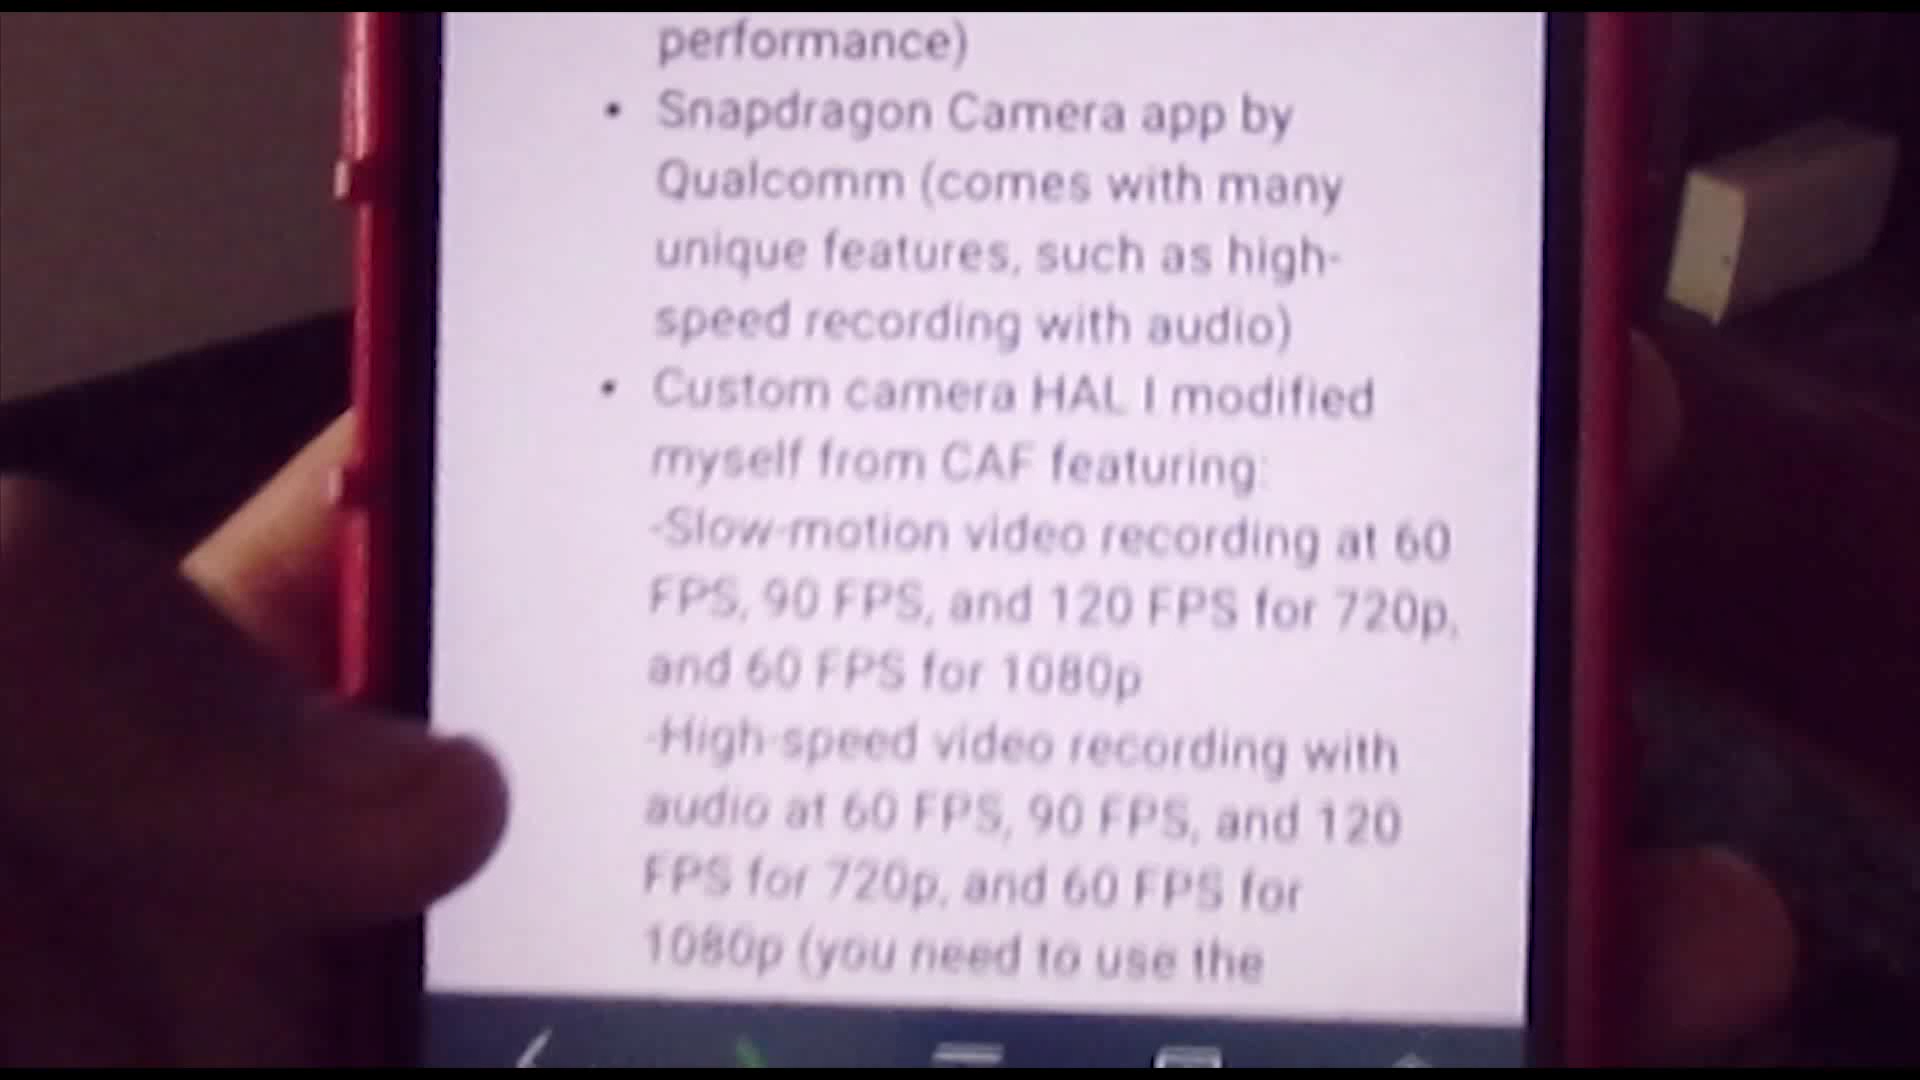 performance)
• Snapdragon Camera app by
Qualcomm (comes with many
unique features, such as high-
speed recording with audio)
• Custom camera HAL I modified
myself from CAF featuring:
-Slow-motion video recording at 60
FPS, 90 FPS, and 120 FPS for 720p,
and 60 FPS for 1080p
-High-speed video recording with
audio at 60 FPS, 90 FPS, and 120
FPS for 720p, and 60 FPS for
1080p (you need to use the